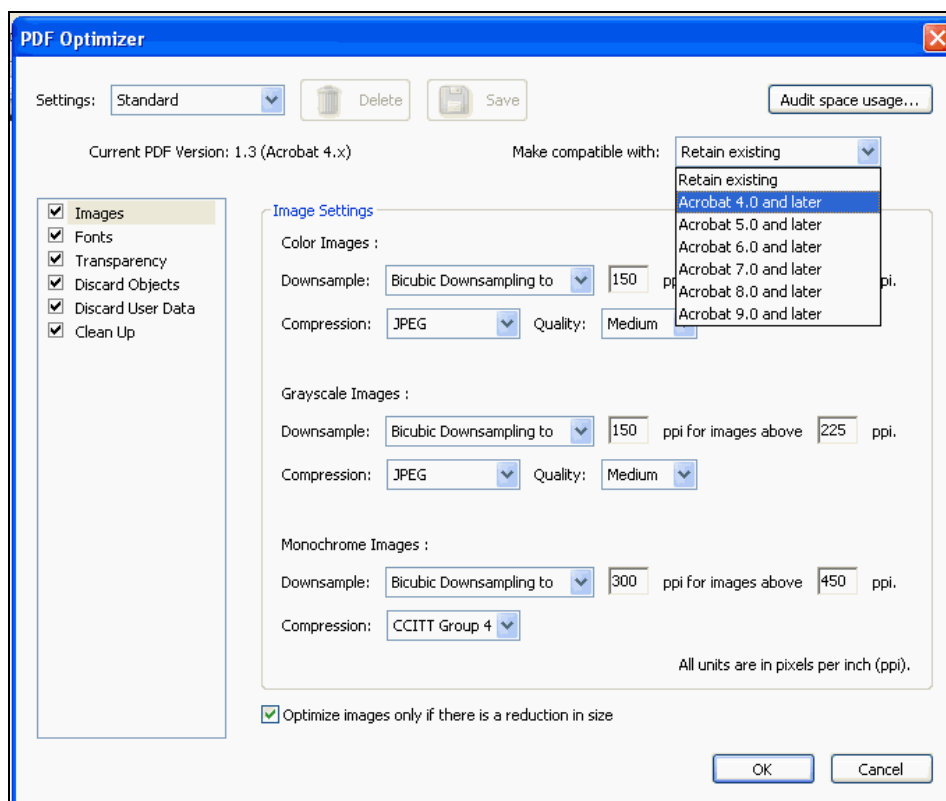 PDF Optimizer
Settings: Standard Delete Save Audit space usage...
Current PDF Version: 1.3 (Acrobat 4.x) Make compatible with: Retain existing
Retain existing
Acrobat 4.0 and later
Acrobat 5.0 and later
Acrobat 6.0 and later
Acrobat 7.0 and later
Acrobat 8.0 and later
Acrobat 9.0 and later
Images
Fonts
Transparency
Discard Objects
Discard User Data
Clean Up
Image Settings
Color Images :
Downsample: Bicubic Downsampling to 150 pp pi.
Compression: JPEG Quality: Medium
Grayscale Images :
Downsample: Bicubic Downsampling to 150 ppi for images above 225 ppi.
Compression: JPEG Quality: Medium
Monochrome Images :
Downsample: Bicubic Downsampling to 300 ppi for images above 450 ppi.
Compression: CCITT Group 4
All units are in pixels per inch (ppi).
Optimize images only if there is a reduction in size
OK Cancel